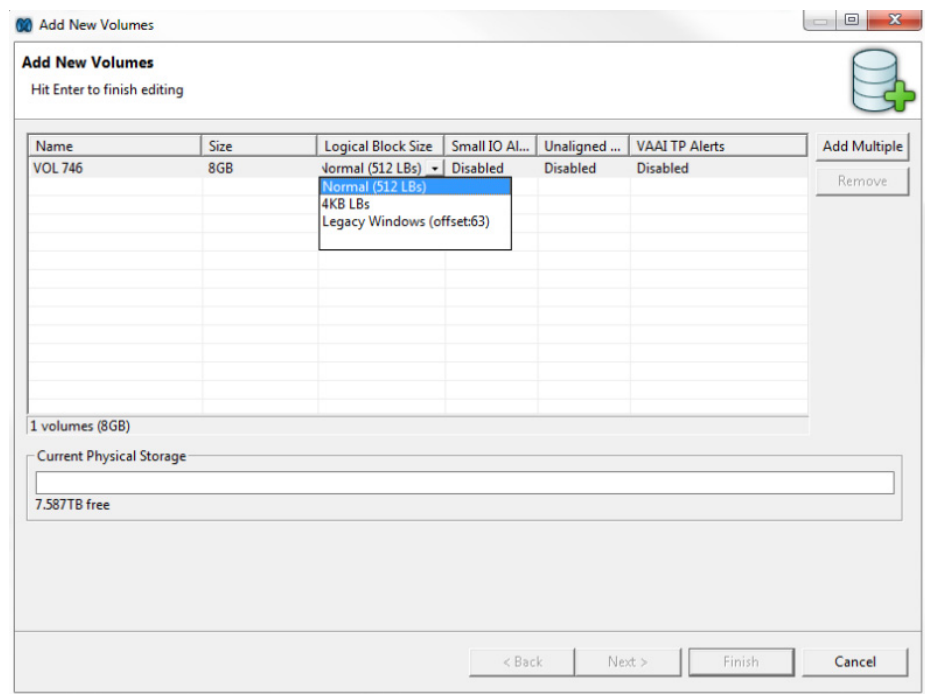 Add New Volumes
Add New Volumes
Hit Enter to finish editing
Name Size Logical Block Size Small IO Al... Unaligned ... VAAI TP Alerts Add Multiple
VOL 746 8GB Normal (512 LBs) Disabled Disabled Disabled
Remove
Normal (512 LBs)
4KB LBs
Legacy Windows (offset:63)
1 volumes (8GB)
Current Physical Storage
7.587TB free
< Back Next > Finish Cancel